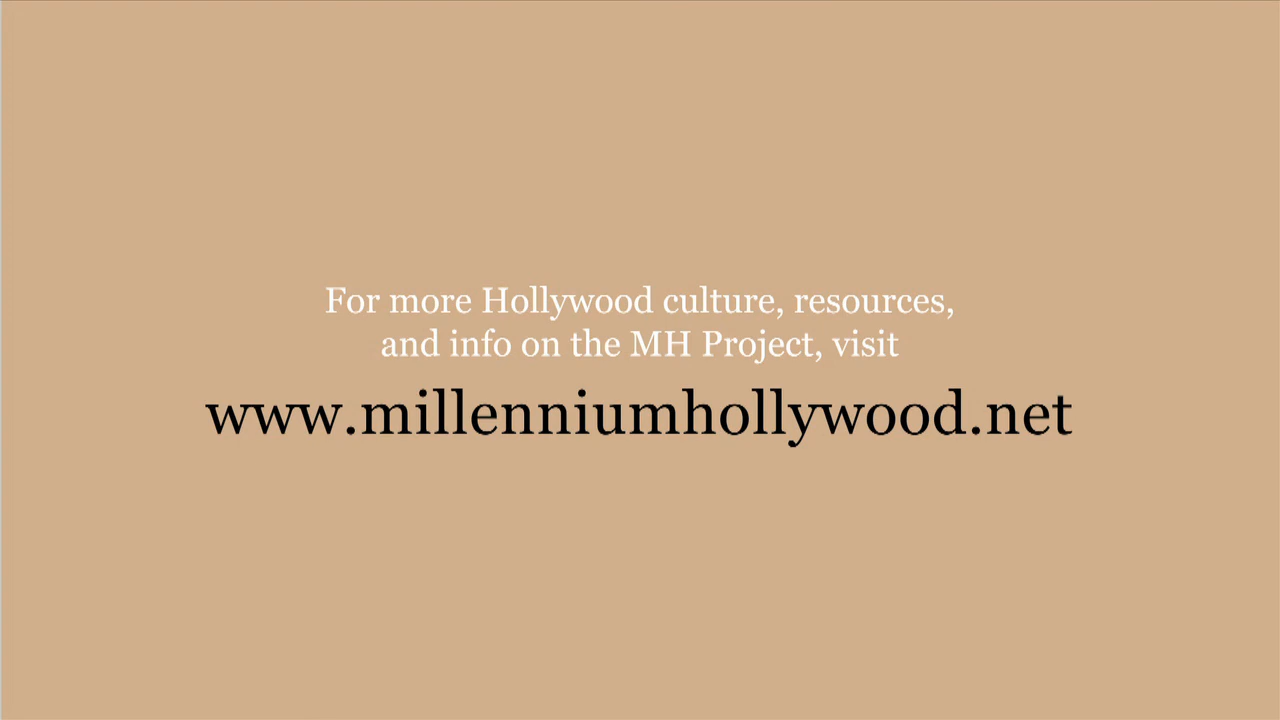 For more Hollywood culture, resources,
and info on the MH Project, visit
www.millenniumhollywood.net